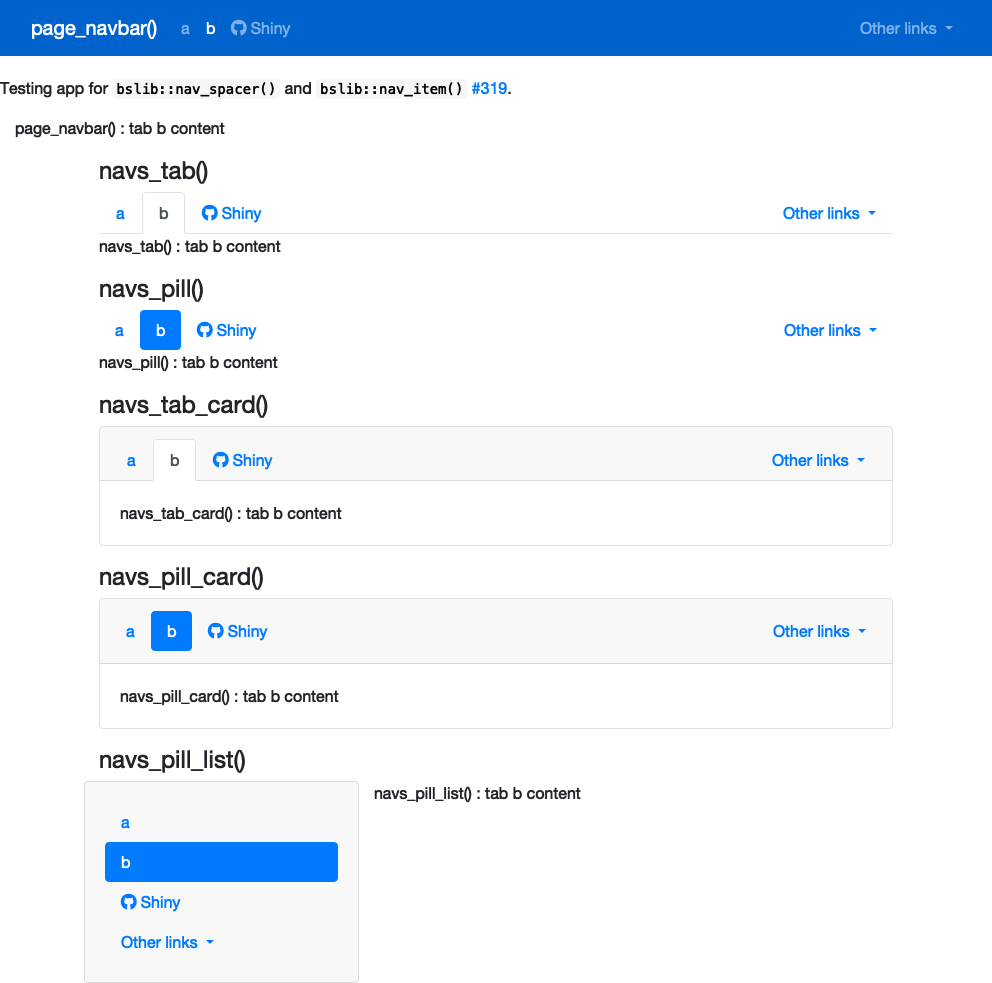 page_navbar() a b Shiny Other links
Testing app for bslib::nav_spacer() and bslib::nav_item() #319.
page_navbar() : tab b content
navs_tab()
a b Shiny Other links
navs_tab() : tab b content
navs_pill()
a b Shiny Other links
navs_pill() : tab b content
navs_tab_card()
a b Shiny Other links
navs_tab_card() : tab b content
navs_pill_card()
a b Shiny Other links
navs_pill_card() : tab b content
navs_pill_list()
navs_pill_list() : tab b content
a
b
Shiny
Other links